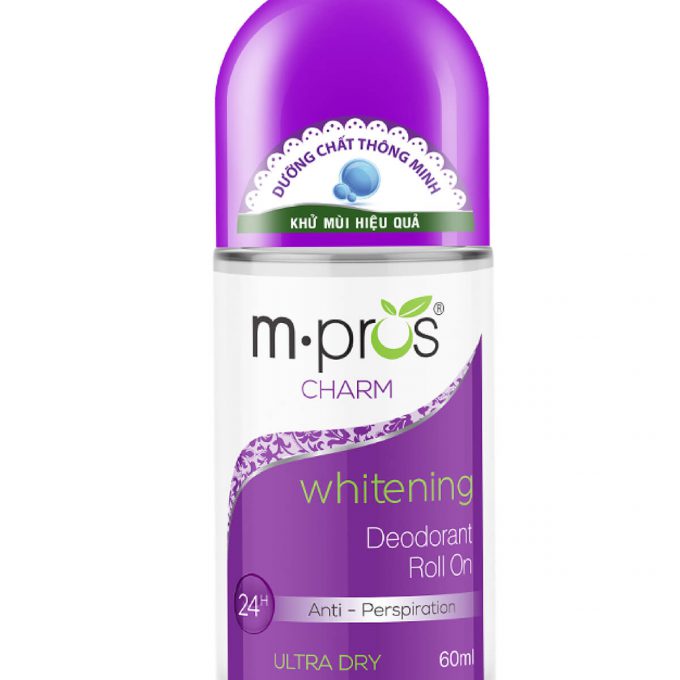 DƯỠNG CHẤT THÔNG MINH
KHỬ MÙI HIỆU QUẢ
m·pros®
CHARM
whitening
Deodorant
Roll On
24H
Anti - Perspiration
ULTRA DRY
60ml